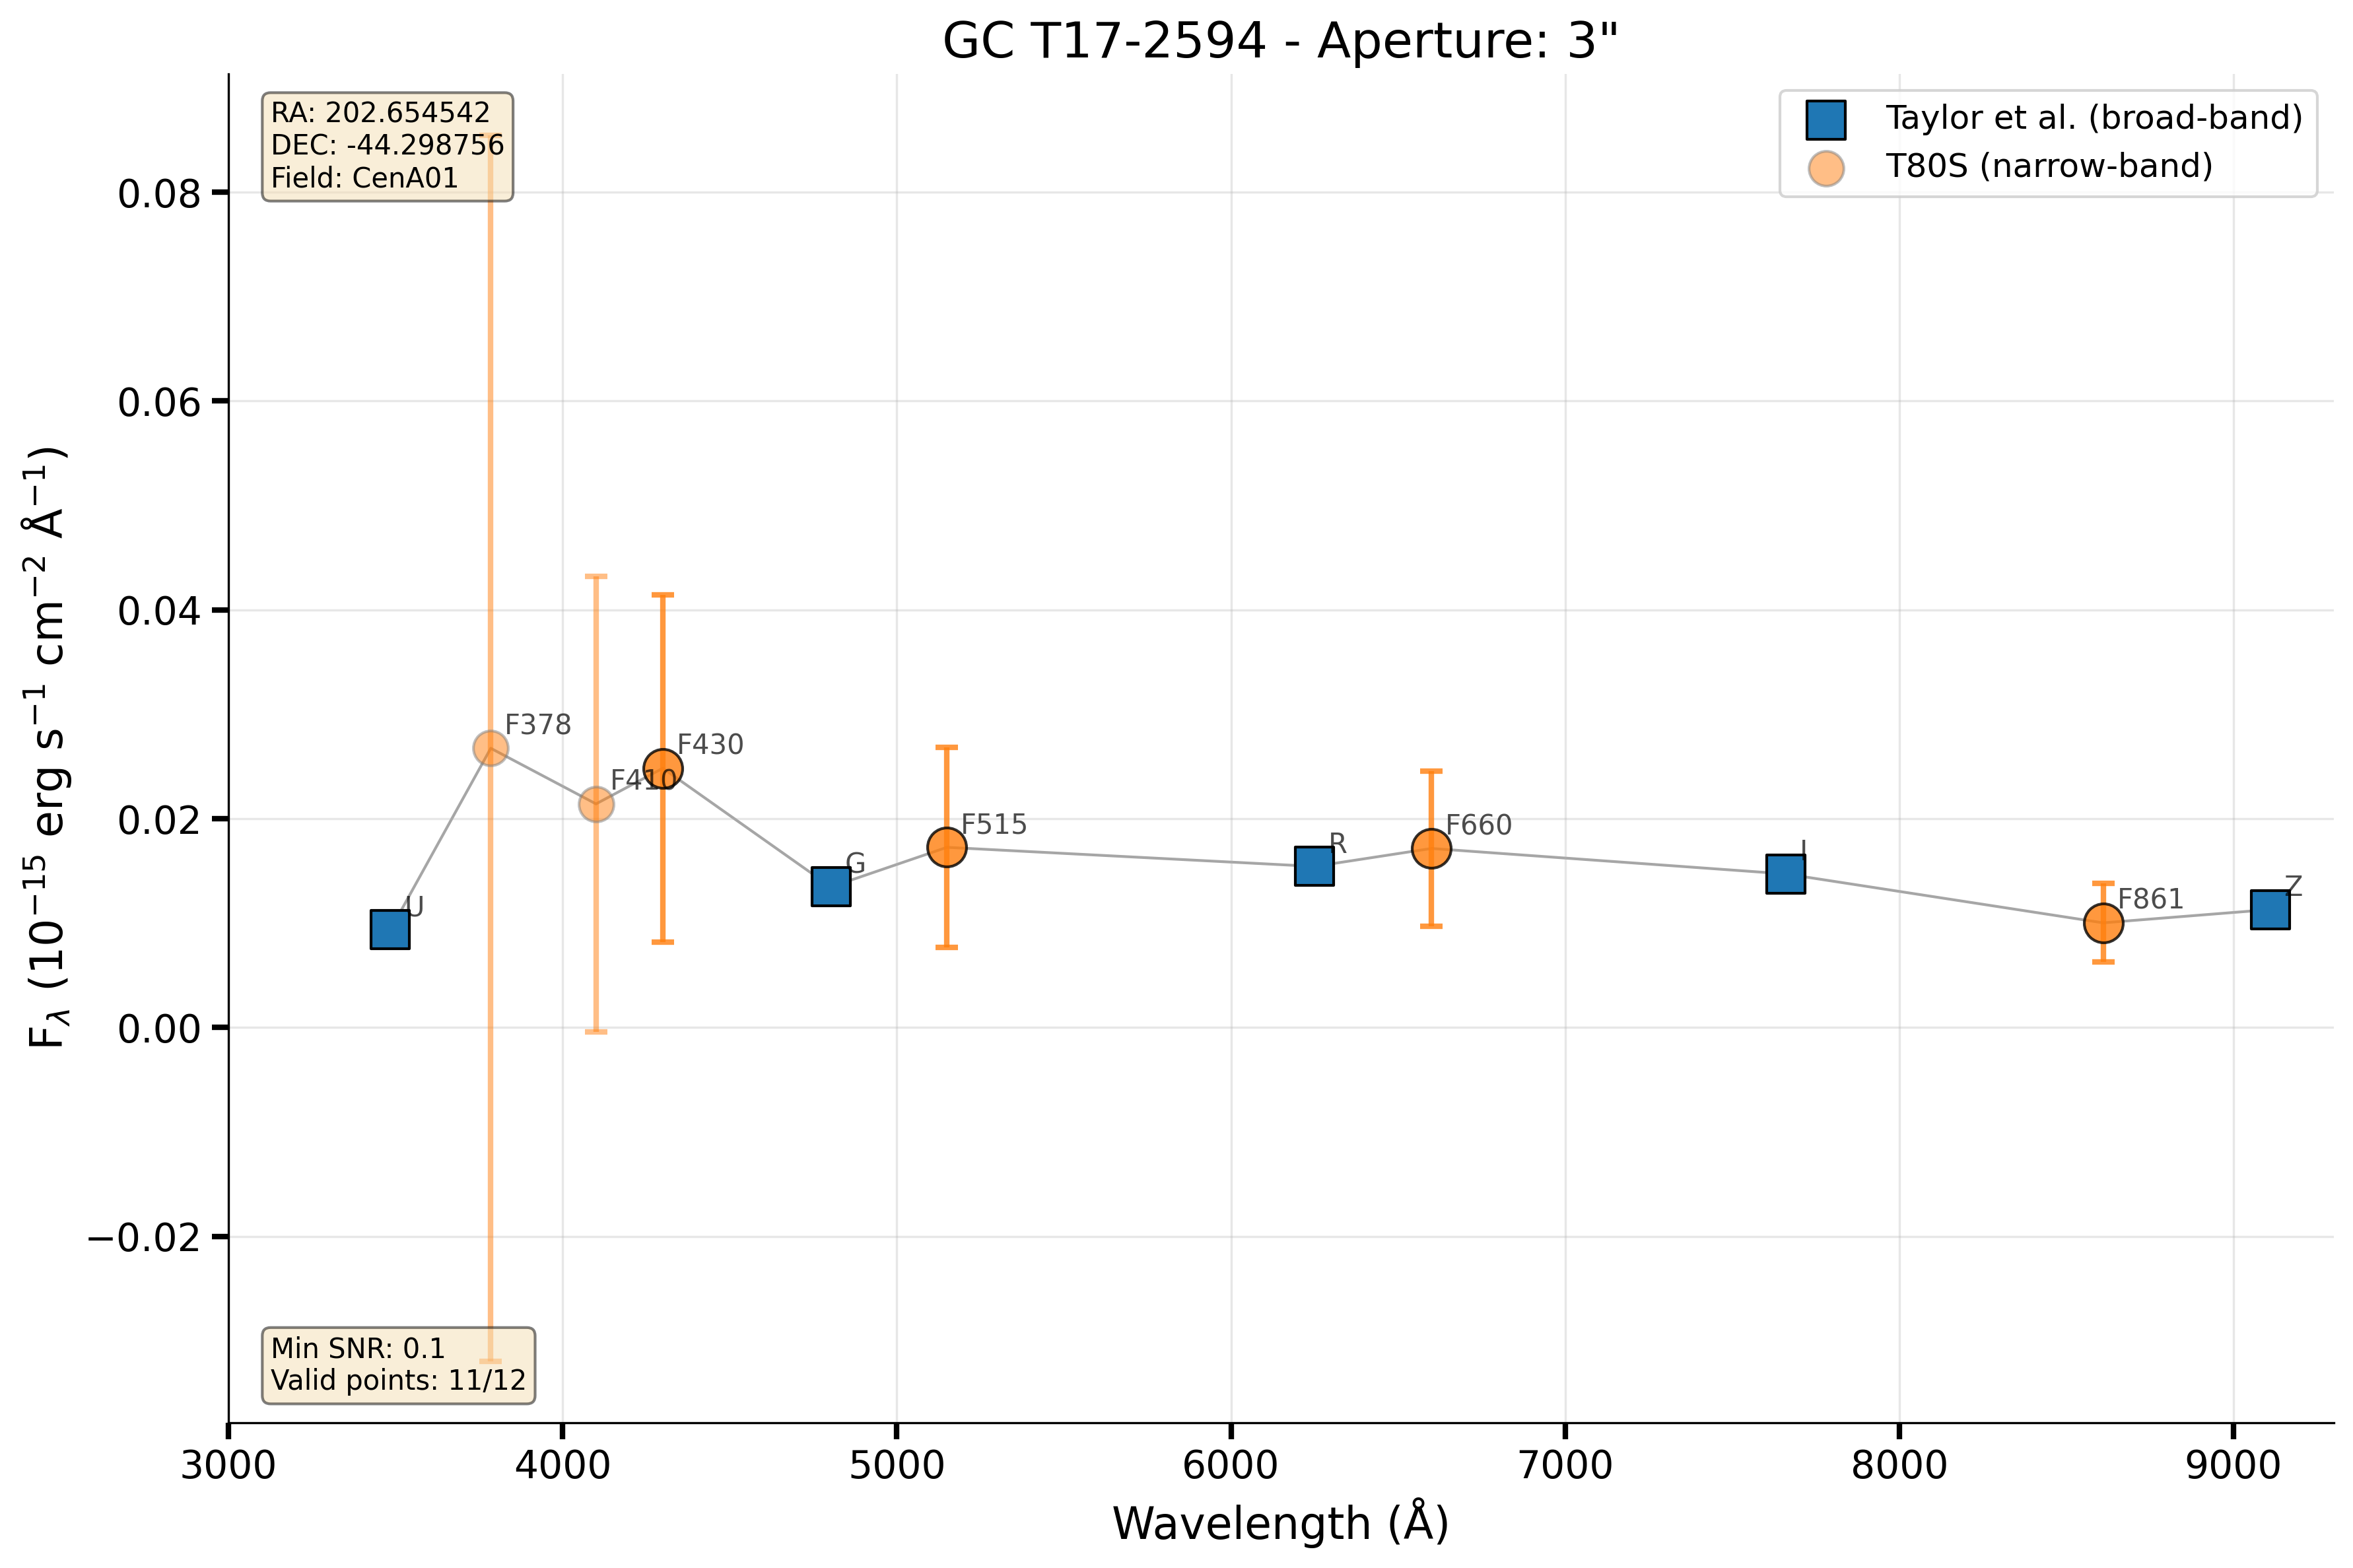 GC T17-2594 - Aperture: 3"
RA: 202.654542
DEC: -44.298756
Field: CenA01
Taylor et al. (broad-band)
T80S (narrow-band)
0.08
0.06
0.04
0.02
0.00
−0.02
F_λ (10⁻¹⁵ erg s⁻¹ cm⁻² Å⁻¹)
U
F378
F410
F430
G
F515
R
F660
I
F861
Z
Min SNR: 0.1
Valid points: 11/12
3000
4000
5000
6000
7000
8000
9000
Wavelength (Å)